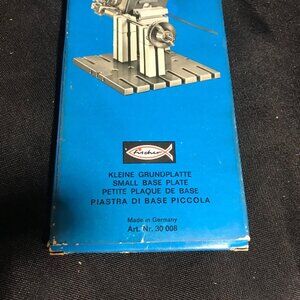 fischer
KLEINE GRUNDPLATTE
SMALL BASE PLATE
PETITE PLAQUE DE BASE
PIASTRA DI BASE PICCOLA
Made in Germany
Art. Nr. 30 008